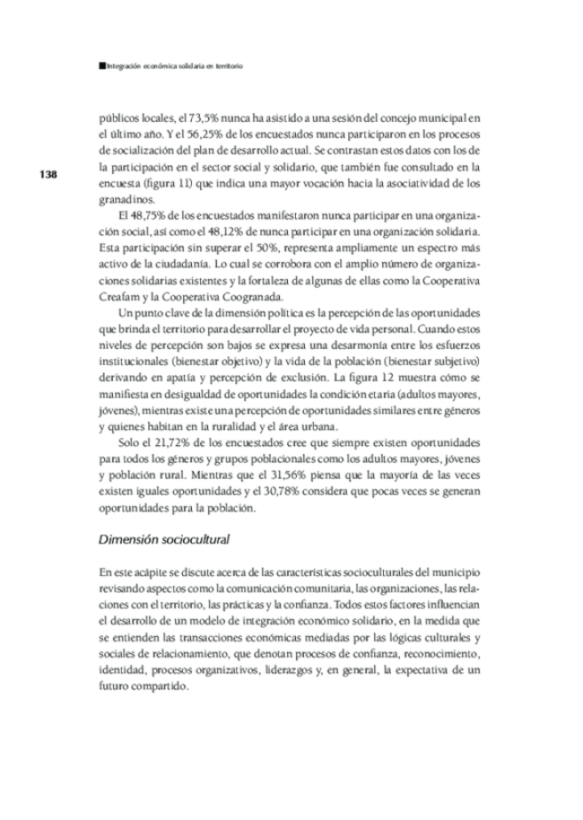 Integración económica solidaria en territorio
públicos locales, el 73,5% nunca ha asistido a una sesión del concejo municipal en
el último año. Y el 56,25% de los encuestados nunca participaron en los procesos
de socialización del plan de desarrollo actual. Se contrastan estos datos con los de
la participación en el sector social y solidario, que también fue consultado en la
138
encuesta (figura 11) que indica una mayor vocación hacia la asociatividad de los
granadinos.
El 48,75% de los encuestados manifestaron nunca participar en una organiza-
ción social, así como el 48,12% de nunca participar en una organización solidaria.
Esta participación sin superar el 50%, representa ampliamente un espectro más
activo de la ciudadanía. Lo cual se corrobora con el amplio número de organiza-
ciones solidarias existentes y la fortaleza de algunas de ellas como la Cooperativa
Creafam y la Cooperativa Coogranada.
Un punto clave de la dimensión política es la percepción de las oportunidades
que brinda el territorio para desarrollar el proyecto de vida personal. Cuando estos
niveles de percepción son bajos se expresa una desarmonía entre los esfuerzos
institucionales (bienestar objetivo) y la vida de la población (bienestar subjetivo)
derivando en apatía y percepción de exclusión. La figura 12 muestra cómo se
manifiesta en desigualdad de oportunidades la condición etaria (adultos mayores,
jóvenes), mientras existe una percepción de oportunidades similares entre géneros
y quienes habitan en la ruralidad y el área urbana.
Solo el 21,72% de los encuestados cree que siempre existen oportunidades
para todos los géneros y grupos poblacionales como los adultos mayores, jóvenes
y población rural. Mientras que el 31,56% piensa que la mayoría de las veces
existen iguales oportunidades y el 30,78% considera que pocas veces se generan
oportunidades para la población.
Dimensión sociocultural
En este acápite se discute acerca de las características socioculturales del municipio
revisando aspectos como la comunicación comunitaria, las organizaciones, las rela-
ciones con el territorio, las prácticas y la confianza. Todos estos factores influencian
el desarrollo de un modelo de integración económico solidario, en la medida que
se entienden las transacciones económicas mediadas por las lógicas culturales y
sociales de relacionamiento, que denotan procesos de confianza, reconocimiento,
identidad, procesos organizativos, liderazgos y, en general, la expectativa de un
futuro compartido.